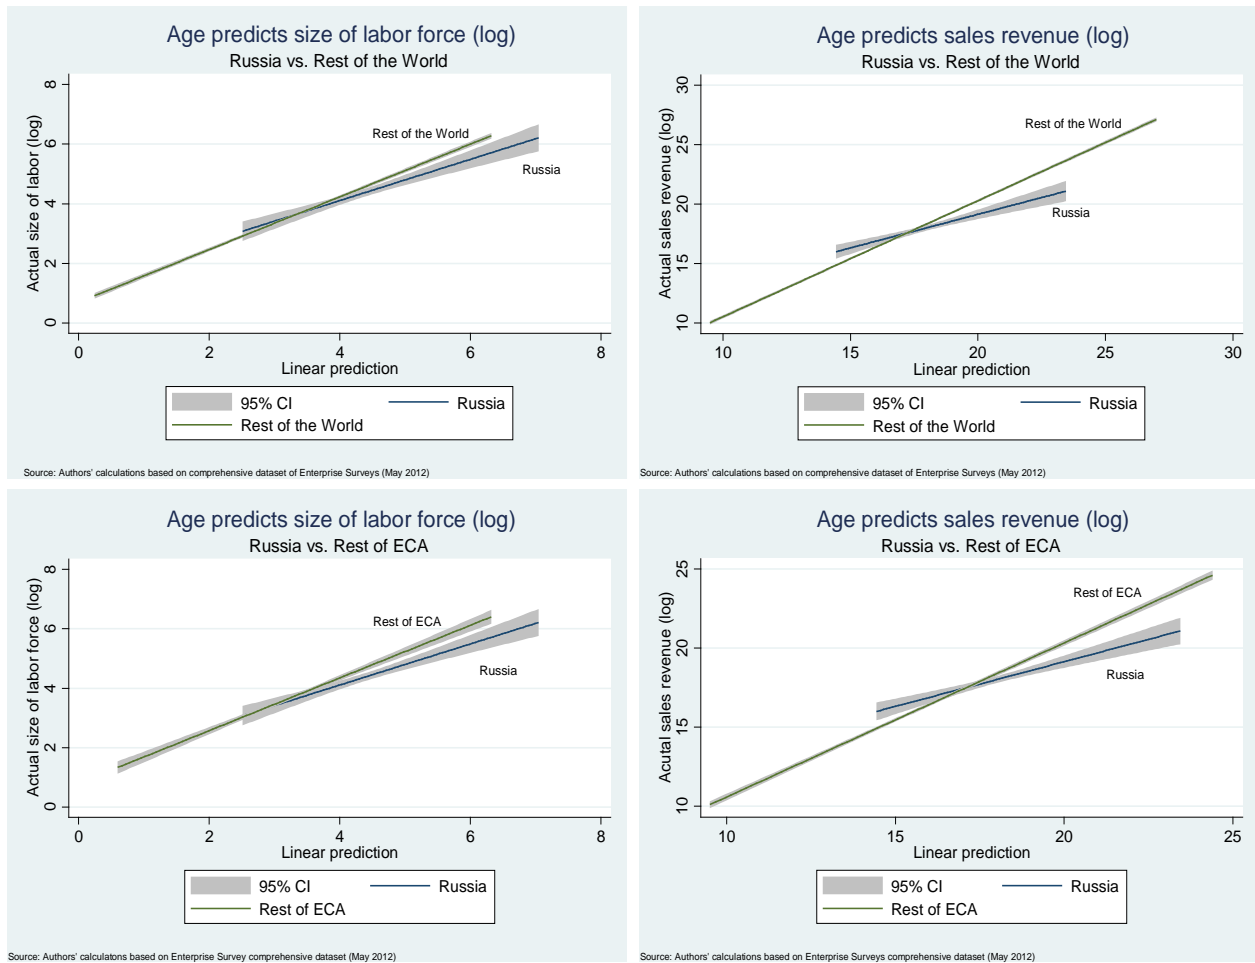 Age predicts size of labor force (log)
Russia vs. Rest of the World
Actual size of labor (log)
8
6
4
2
0
Rest of the World
Russia
0 2 4 6 8
Linear prediction
95% CI Russia
Rest of the World
Source: Authors' calculations based on comprehensive dataset of Enterprise Surveys (May 2012)
Age predicts sales revenue (log)
Russia vs. Rest of the World
Actual sales revenue (log)
30
25
20
15
10
Rest of the World
Russia
10 15 20 25 30
Linear prediction
95% CI Russia
Rest of the World
Source: Authors' calculations based on comprehensive dataset of Enterprise Surveys (May 2012)
Age predicts size of labor force (log)
Russia vs. Rest of ECA
Actual size of labor force (log)
8
6
4
2
0
Rest of ECA
Russia
0 2 4 6 8
Linear prediction
95% CI Russia
Rest of ECA
Source: Authors' calculatons based on Enterprise Survey comprehensive dataset (May 2012)
Age predicts sales revenue (log)
Russia vs. Rest of ECA
Acutal sales revenue (log)
25
20
15
10
Rest of ECA
Russia
10 15 20 25
Linear prediction
95% CI Russia
Rest of ECA
Source: Authors' calculations based on Enterprise Surveys comprehensive dataset (May 2012)